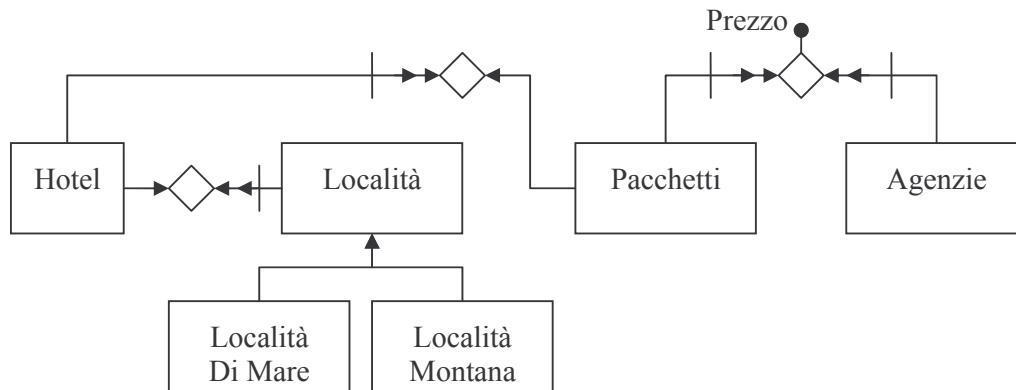 Prezzo
Hotel
Località
Pacchetti
Agenzie
Località
Di Mare
Località
Montana